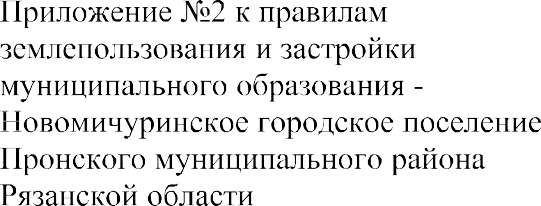 Приложение №2 к правилам
землепользования и застройки
муниципального образования -
Новомичуринское городское поселение
Пронского муниципального района
Рязанской области